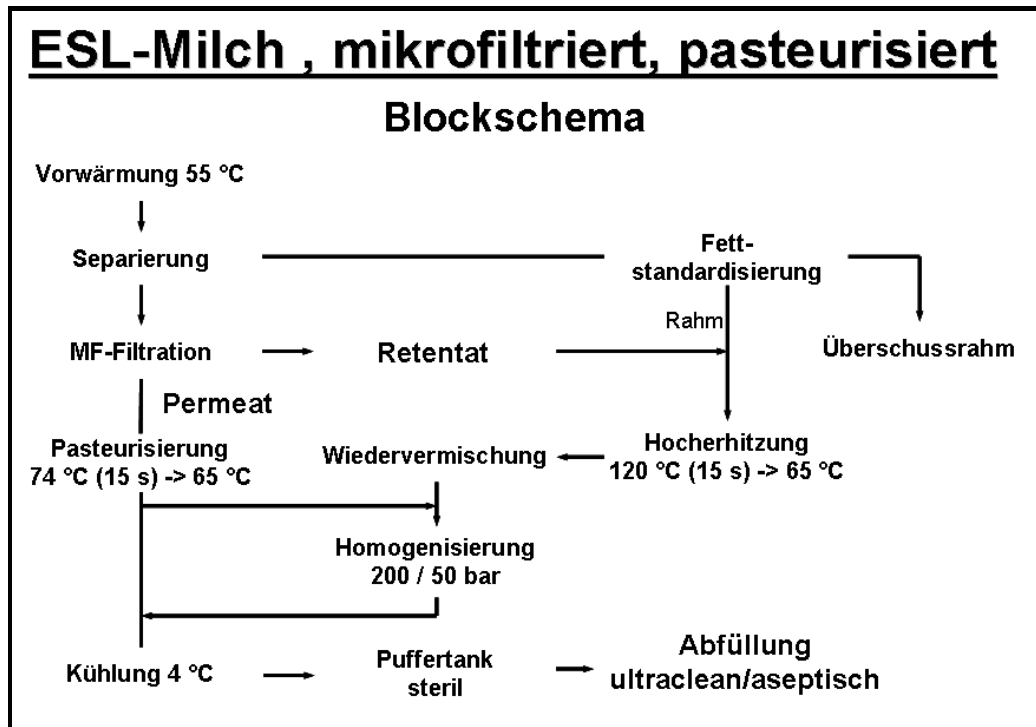 ESL-Milch , mikrofiltriert, pasteurisiert
Blockschema
Vorwärmung 55 °C
Separierung
Fett-
standardisierung
Rahm
MF-Filtration
Retentat
Überschussrahm
Permeat
Pasteurisierung
74 °C (15 s) -> 65 °C
Wiedervermischung
Hocherhitzung
120 °C (15 s) -> 65 °C
Homogenisierung
200 / 50 bar
Kühlung 4 °C
Puffertank
steril
Abfüllung
ultraclean/aseptisch